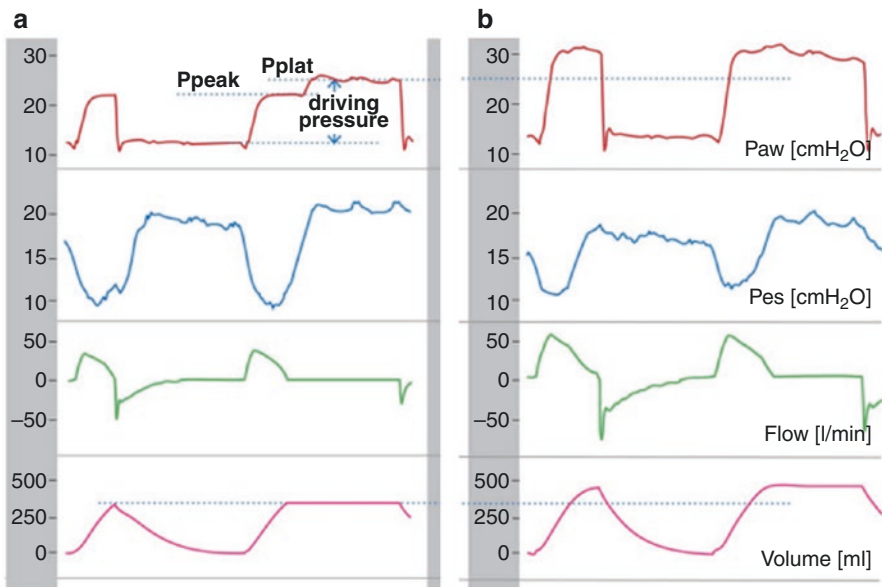 a
30
20
10
Ppeak
Pplat
driving
pressure
20
15
10
50
0
–50
500
250
0
b
30
20
10
Paw [cmH₂O]
20
15
10
Pes [cmH₂O]
50
0
–50
Flow [l/min]
500
250
0
Volume [ml]